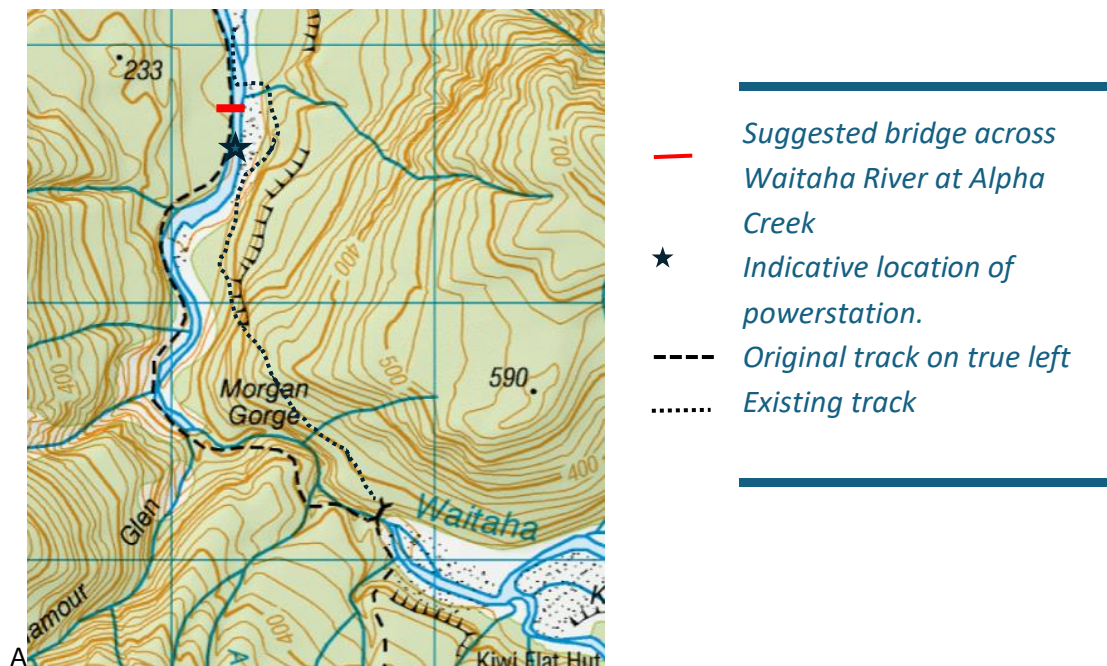 233
700
400
Morgan
Gorge
500
590
400
400
Glen
Waitaha
amour
400
A
K
Kiwi Flat Hut
A
Suggested bridge across
Waitaha River at Alpha
Creek
Indicative location of
powerstation.
Original track on true left
Existing track